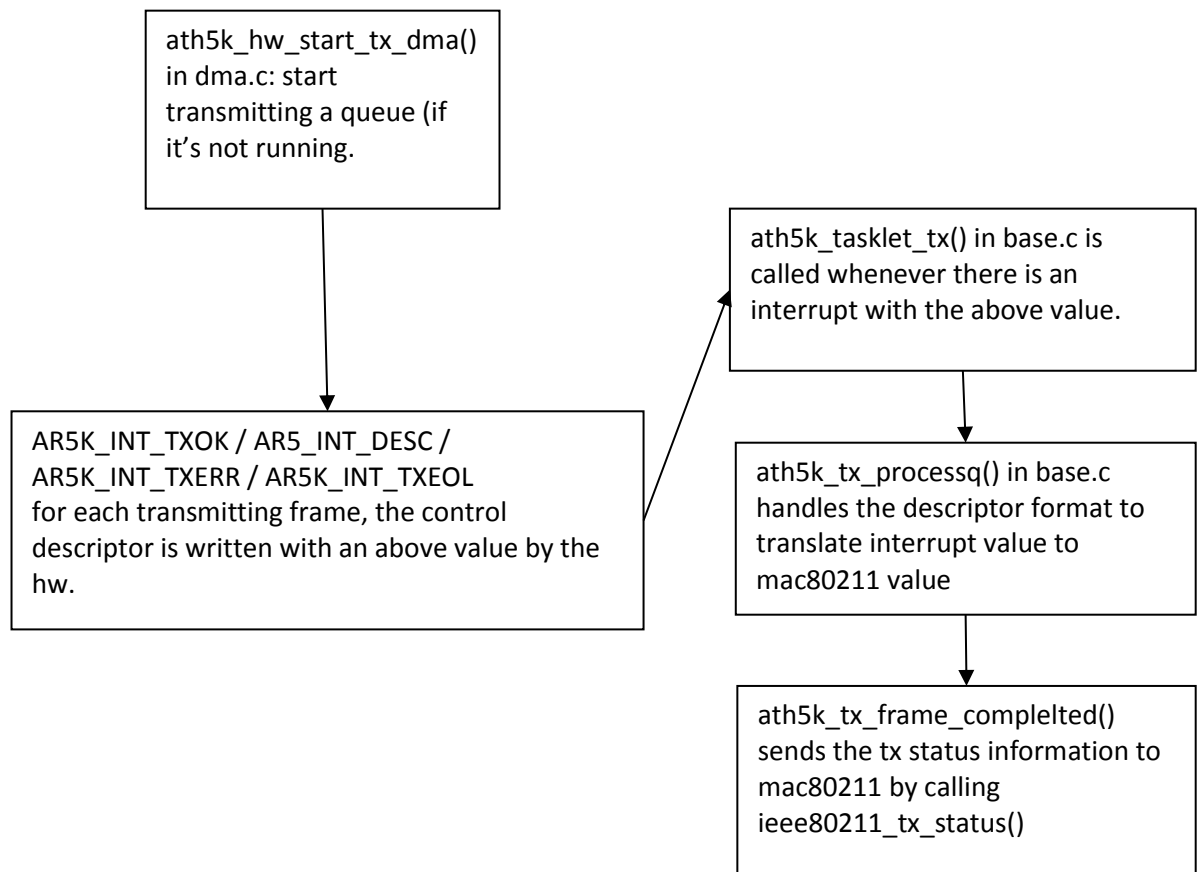 ath5k_hw_start_tx_dma()
in dma.c: start
transmitting a queue (if
it’s not running.
AR5K_INT_TXOK / AR5_INT_DESC /
AR5K_INT_TXERR / AR5K_INT_TXEOL
for each transmitting frame, the control
descriptor is written with an above value by the
hw.
ath5k_tasklet_tx() in base.c is
called whenever there is an
interrupt with the above value.
ath5k_tx_processq() in base.c
handles the descriptor format to
translate interrupt value to
mac80211 value
ath5k_tx_frame_complelted()
sends the tx status information to
mac80211 by calling
ieee80211_tx_status()